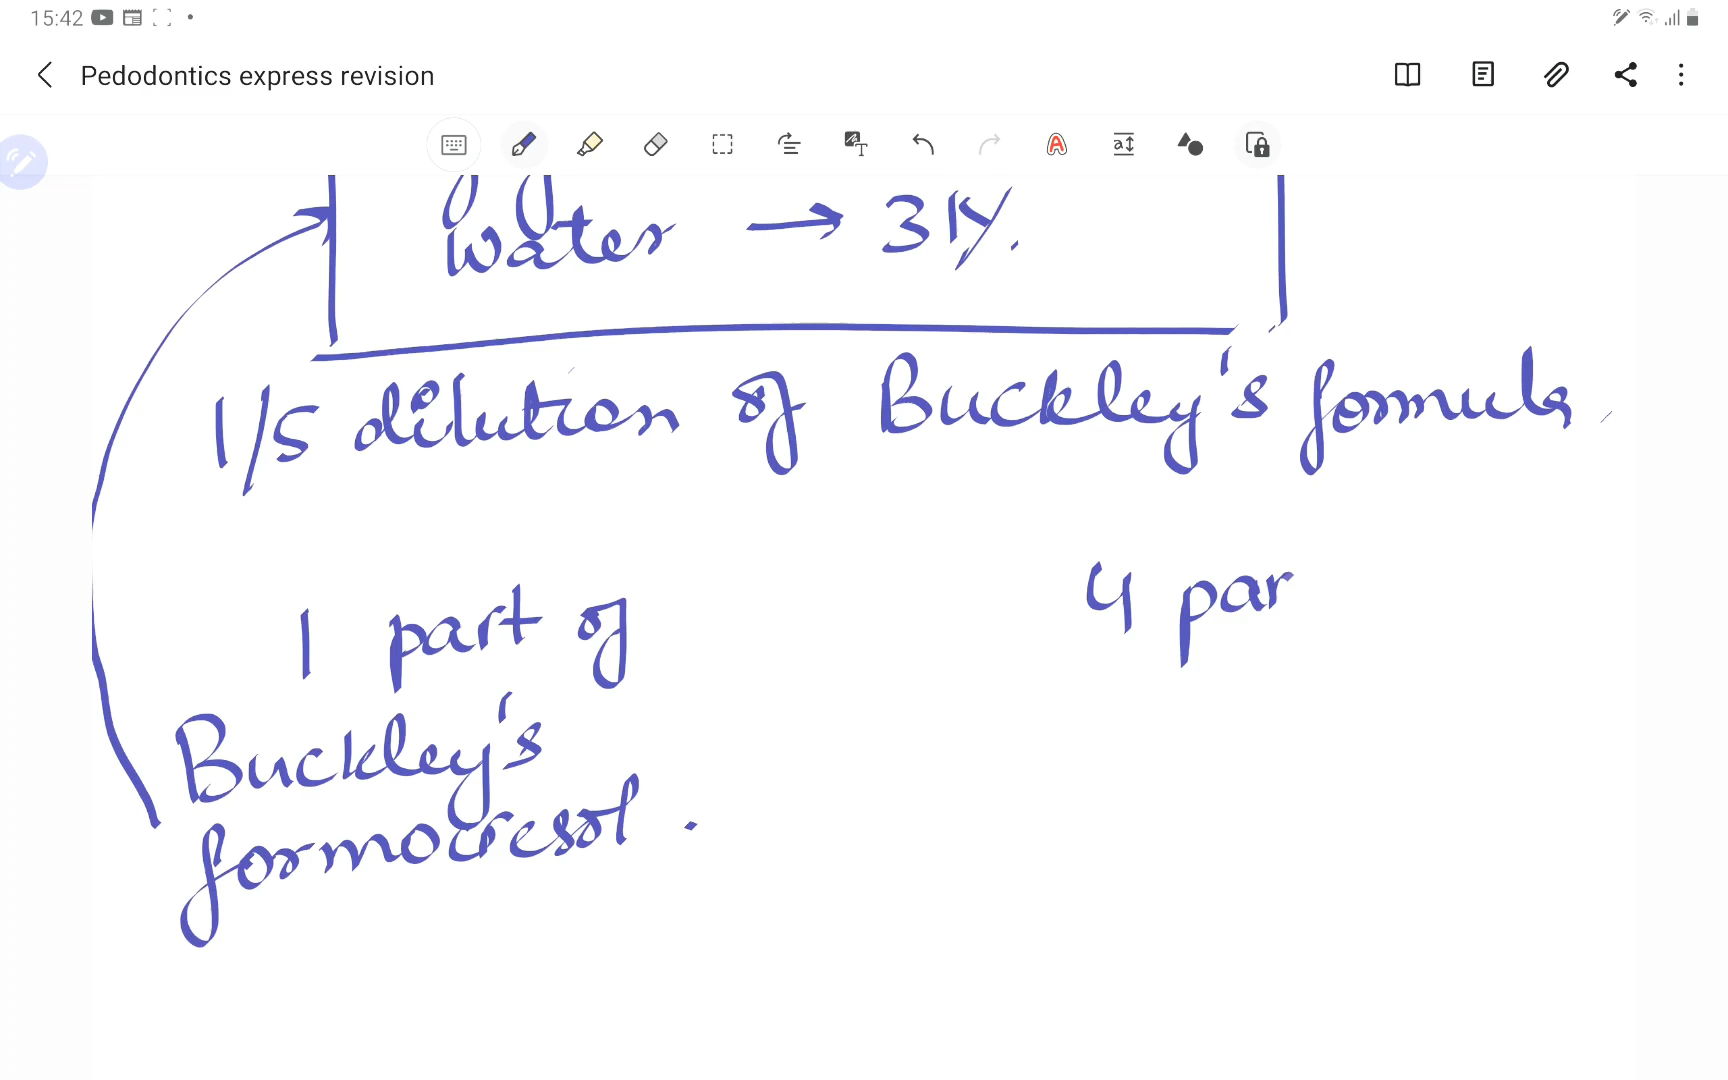 15:42
Pedodontics express revision
water → 31%.
1/5 dilution of Buckley's formula
1 part of
Buckley's
formocresol.
4 par